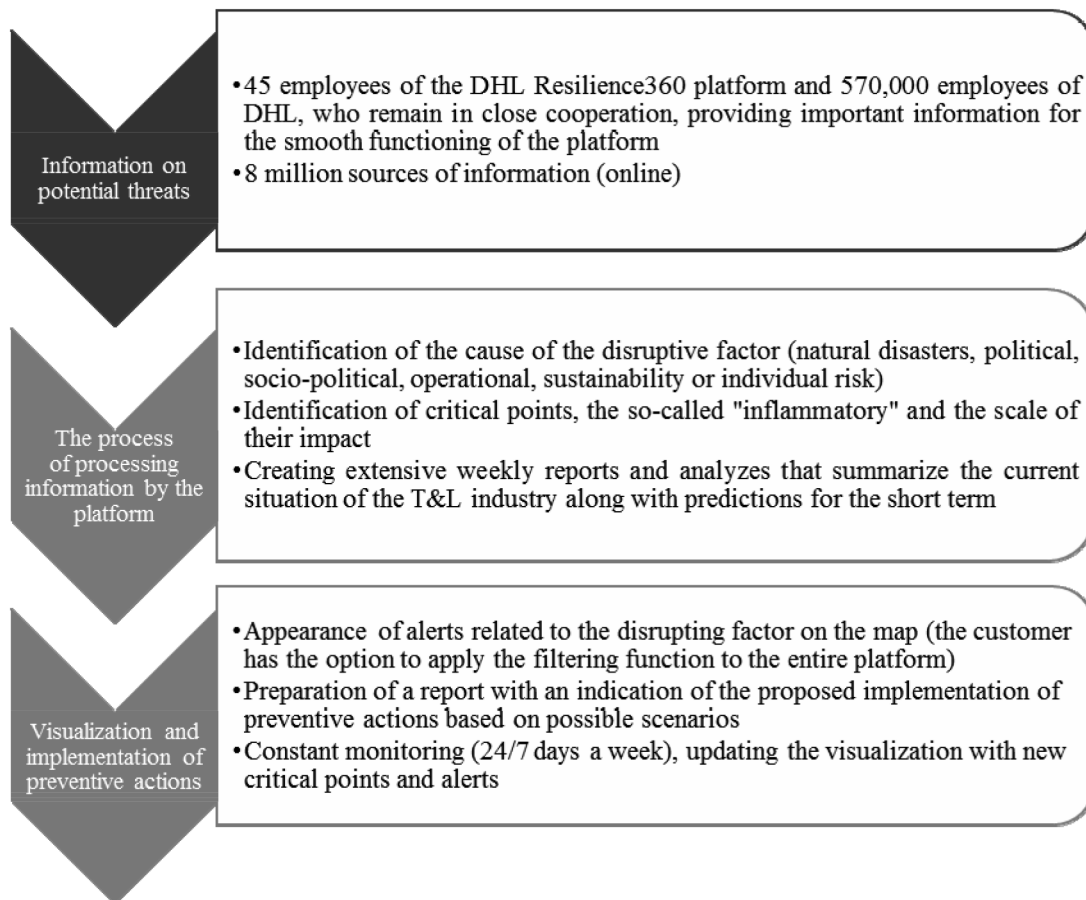 Information on
potential threats
•45 employees of the DHL Resilience360 platform and 570,000 employees of
DHL, who remain in close cooperation, providing important information for
the smooth functioning of the platform
•8 million sources of information (online)
The process
of processing
information by the
platform
•Identification of the cause of the disruptive factor (natural disasters, political,
socio-political, operational, sustainability or individual risk)
•Identification of critical points, the so-called "inflammatory" and the scale of
their impact
•Creating extensive weekly reports and analyzes that summarize the current
situation of the T&L industry along with predictions for the short term
Visualization and
implementation of
preventive actions
•Appearance of alerts related to the disrupting factor on the map (the customer
has the option to apply the filtering function to the entire platform)
•Preparation of a report with an indication of the proposed implementation of
preventive actions based on possible scenarios
•Constant monitoring (24/7 days a week), updating the visualization with new
critical points and alerts